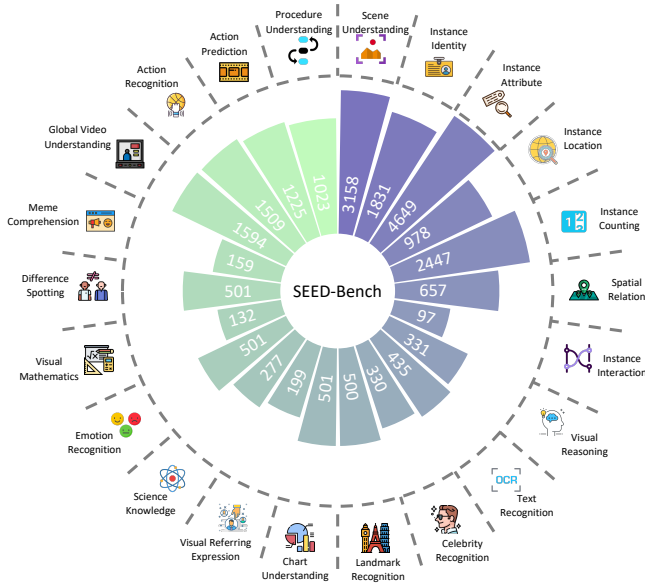 Procedure
Understanding
Scene
Understanding
Instance
Identity
Instance
Attribute
Instance
Location
Instance
Counting
12
Spatial
Relation
Instance
Interaction
Visual
Reasoning
OCR
Text
Recognition
Celebrity
Recognition
Landmark
Recognition
Chart
Understanding
Visual Referring
Expression
Science
Knowledge
Emotion
Recognition
Visual
Mathematics
Difference
Spotting
Meme
Comprehension
Global Video
Understanding
Action
Recognition
Action
Prediction
SEED-Bench
3158
1831
4649
978
2447
657
97
331
435
330
500
501
199
277
501
132
501
159
1594
1509
1225
1023